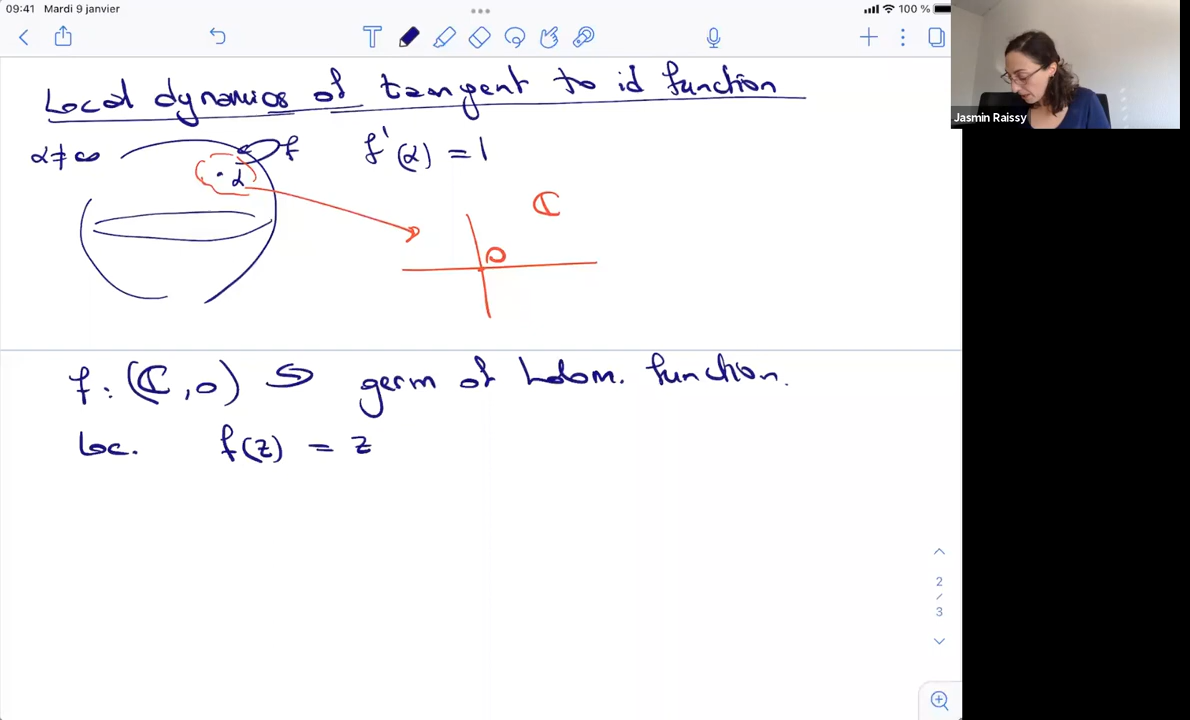 09:41 Mardi 9 janvier
100 %
Jasmin Raissy
Local dynamics of tangent to id function
α ≠ ∞
f
f'(α) = 1
α
ℂ
0
f : (ℂ, 0) ↺ germ of holom. function.
loc. f(z) = z
2
/
3